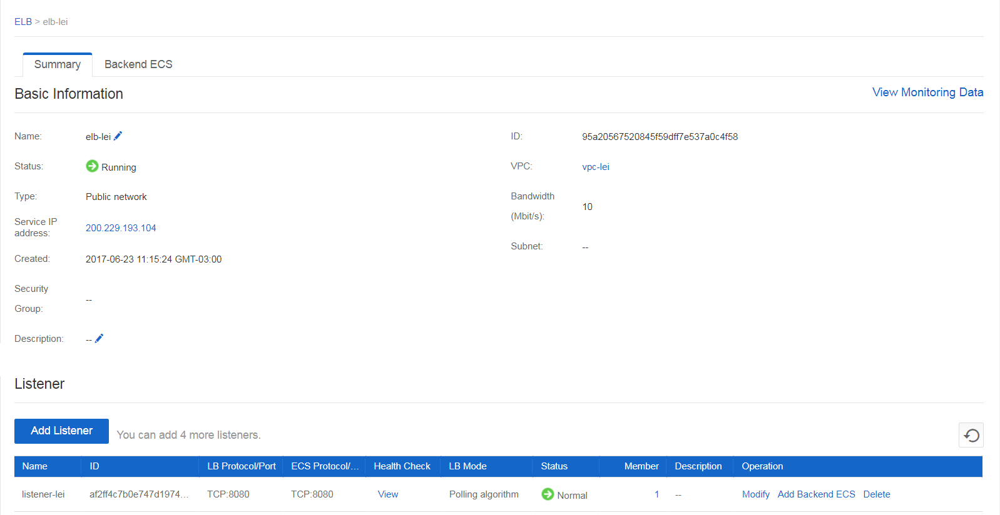 ELB > elb-lei
Summary Backend ECS
Basic Information View Monitoring Data
Name: elb-lei ID: 95a20567520845f59dff7e537a0c4f58
Status: Running VPC: vpc-lei
Type: Public network Bandwidth (Mbit/s): 10
Service IP address: 200.229.193.104
Created: 2017-06-23 11:15:24 GMT-03:00 Subnet: --
Security Group: --
Description: --
Listener
Add Listener You can add 4 more listeners.
Name ID LB Protocol/Port ECS Protocol/... Health Check LB Mode Status Member Description Operation
listener-lei af2ff4c7b0e747d1974... TCP:8080 TCP:8080 View Polling algorithm Normal 1 -- Modify Add Backend ECS Delete